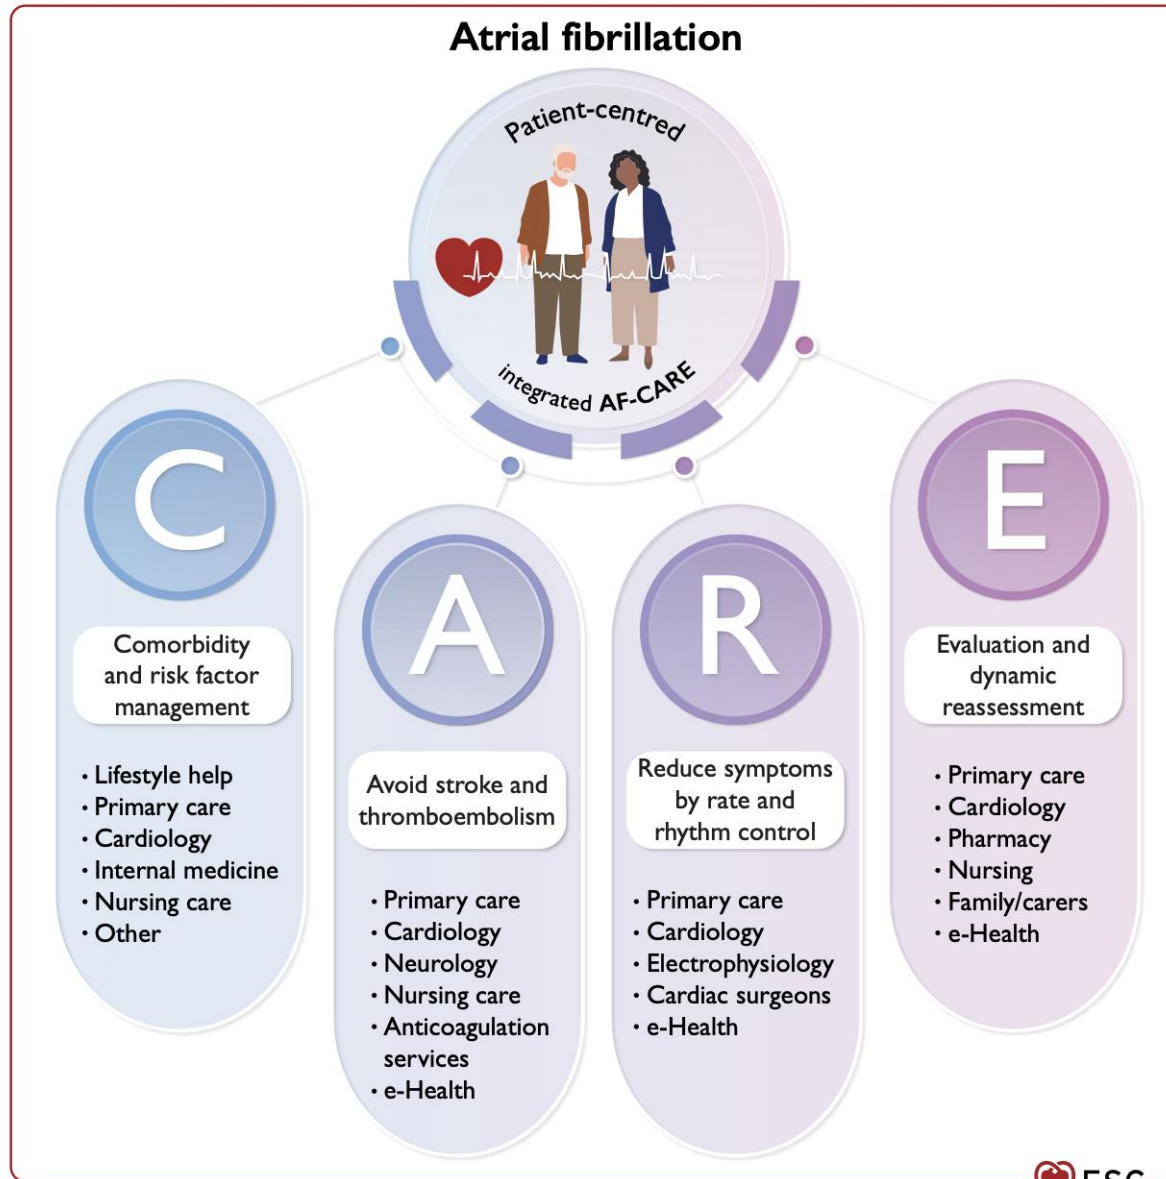 Atrial fibrillation
Patient-centred
integrated AF-CARE
C
Comorbidity
and risk factor
management
• Lifestyle help
• Primary care
• Cardiology
• Internal medicine
• Nursing care
• Other
A
Avoid stroke and
thromboembolism
• Primary care
• Cardiology
• Neurology
• Nursing care
• Anticoagulation
services
• e-Health
R
Reduce symptoms
by rate and
rhythm control
• Primary care
• Cardiology
• Electrophysiology
• Cardiac surgeons
• e-Health
E
Evaluation and
dynamic
reassessment
• Primary care
• Cardiology
• Pharmacy
• Nursing
• Family/carers
• e-Health
ESC